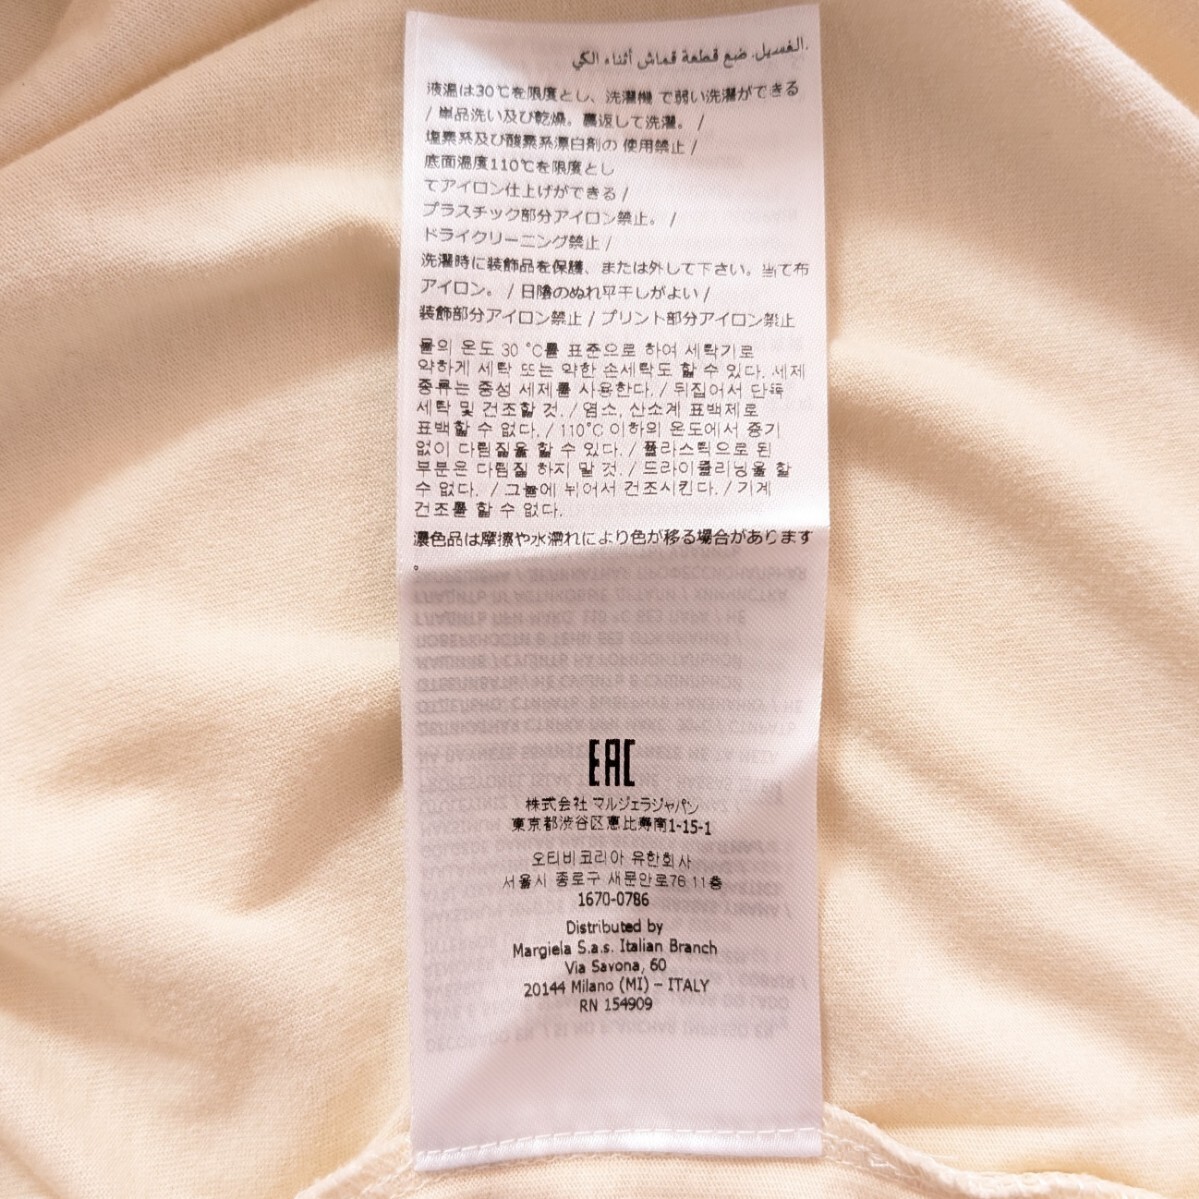 الغسيل. ضع قطعة قماش أثناء الكي.
液温は30℃を限度とし、洗濯機 で弱い洗濯ができる
/ 単品洗い及び乾燥。裏返して洗濯。 /
塩素系及び酸素系漂白剤の 使用禁止 /
底面温度110℃を限度とし
てアイロン仕上げができる /
プラスチック部分アイロン禁止。 /
ドライクリーニング禁止 /
洗濯時に装飾品を保護、または外して下さい。当て布
アイロン。 / 日陰のぬれ平干しがよい /
装飾部分アイロン禁止 / プリント部分アイロン禁止
물의 온도 30 °C를 표준으로 하여 세탁기로
약하게 세탁 또는 약한 손세탁도 할 수 있다. 세제
종류는 중성 세제를 사용한다. / 뒤집어서 단독
세탁 및 건조할 것. / 염소, 산소계 표백제로
표백할 수 없다. / 110°C 이하의 온도에서 증기
없이 다림질을 할 수 있다. / 플라스틱으로 된
부분은 다림질 하지 말 것. / 드라이클리닝을 할
수 없다. / 그늘에 뉘어서 건조시킨다. / 기계
건조를 할 수 없다.
濃色品は摩擦や水濡れにより色が移る場合があります
。
EAC
株式会社 マルジェラジャパン
東京都渋谷区恵比寿南1-15-1
오티비코리아 유한회사
서울시 종로구 새문안로76 11층
1670-0786
Distributed by
Margiela S.a.s. Italian Branch
Via Savona, 60
20144 Milano (MI) – ITALY
RN 154909